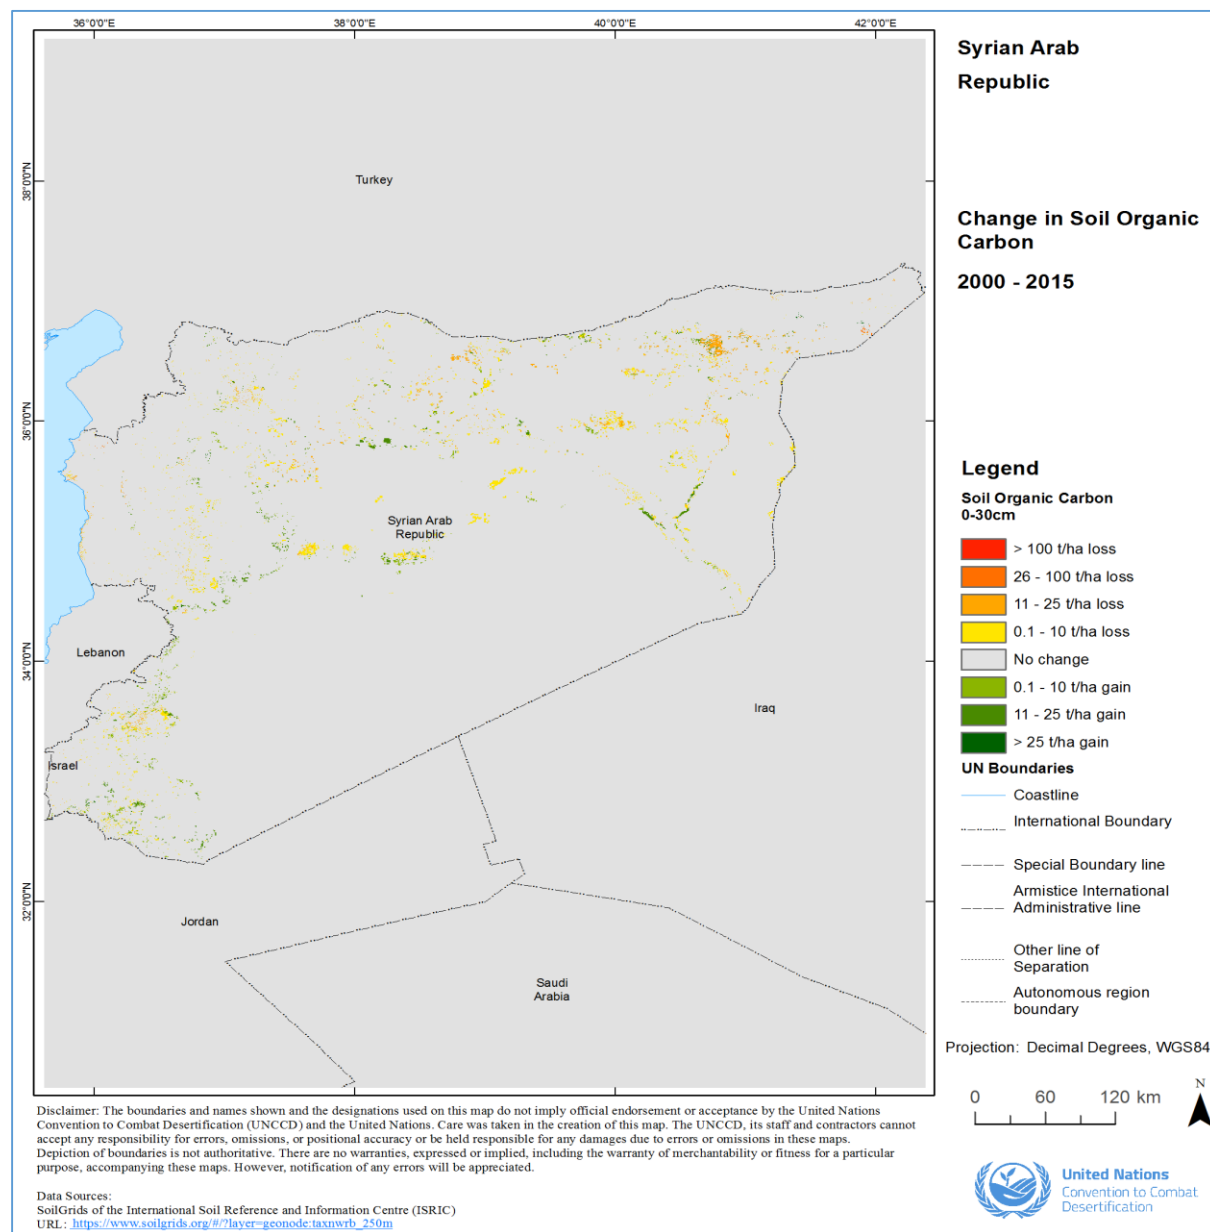 36°0'0"E
38°0'0"E
40°0'0"E
42°0'0"E
38°0'0"N
36°0'0"N
34°0'0"N
32°0'0"N
Turkey
Syrian Arab
Republic
Lebanon
Israel
Iraq
Jordan
Saudi
Arabia
Syrian Arab
Republic
Change in Soil Organic
Carbon
2000 - 2015
Legend
Soil Organic Carbon
0-30cm
> 100 t/ha loss
26 - 100 t/ha loss
11 - 25 t/ha loss
0.1 - 10 t/ha loss
No change
0.1 - 10 t/ha gain
11 - 25 t/ha gain
> 25 t/ha gain
UN Boundaries
Coastline
International Boundary
Special Boundary line
Armistice International
Administrative line
Other line of
Separation
Autonomous region
boundary
Projection: Decimal Degrees, WGS84
0 60 120 km
N
United Nations
Convention to Combat
Desertification
Disclaimer: The boundaries and names shown and the designations used on this map do not imply official endorsement or acceptance by the United Nations
Convention to Combat Desertification (UNCCD) and the United Nations. Care was taken in the creation of this map. The UNCCD, its staff and contractors cannot
accept any responsibility for errors, omissions, or positional accuracy or be held responsible for any damages due to errors or omissions in these maps.
Depiction of boundaries is not authoritative. There are no warranties, expressed or implied, including the warranty of merchantability or fitness for a particular
purpose, accompanying these maps. However, notification of any errors will be appreciated.
Data Sources:
SoilGrids of the International Soil Reference and Information Centre (ISRIC)
URL: https://www.soilgrids.org/#/?layer=geonode:taxnwrb_250m